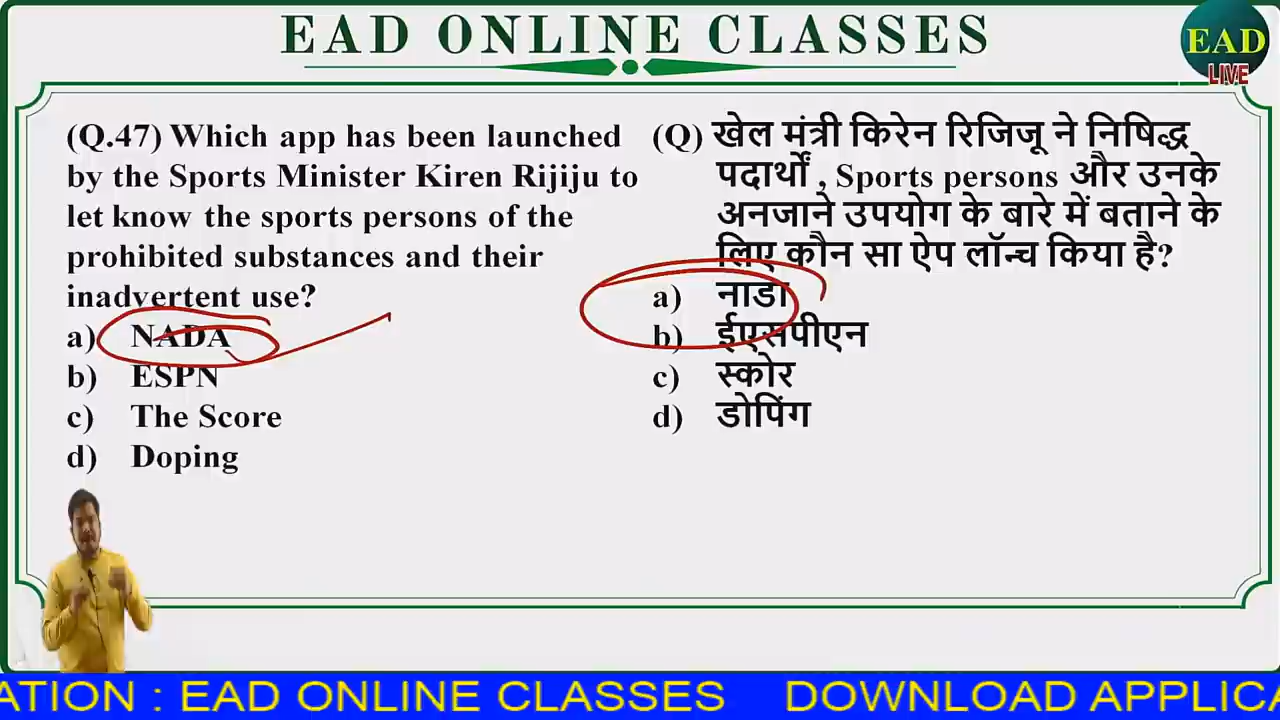 EAD ONLINE CLASSES
EAD
LIVE
(Q.47) Which app has been launched
by the Sports Minister Kiren Rijiju to
let know the sports persons of the
prohibited substances and their
inadvertent use?
a) NADA
b) ESPN
c) The Score
d) Doping
(Q) खेल मंत्री किरेन रिजिजू ने निषिद्ध
पदार्थों , Sports persons और उनके
अनजाने उपयोग के बारे में बताने के
लिए कौन सा ऐप लॉन्च किया है?
a) नाडा
b) ईएसपीएन
c) स्कोर
d) डोपिंग
ATION : EAD ONLINE CLASSES DOWNLOAD APPLICA